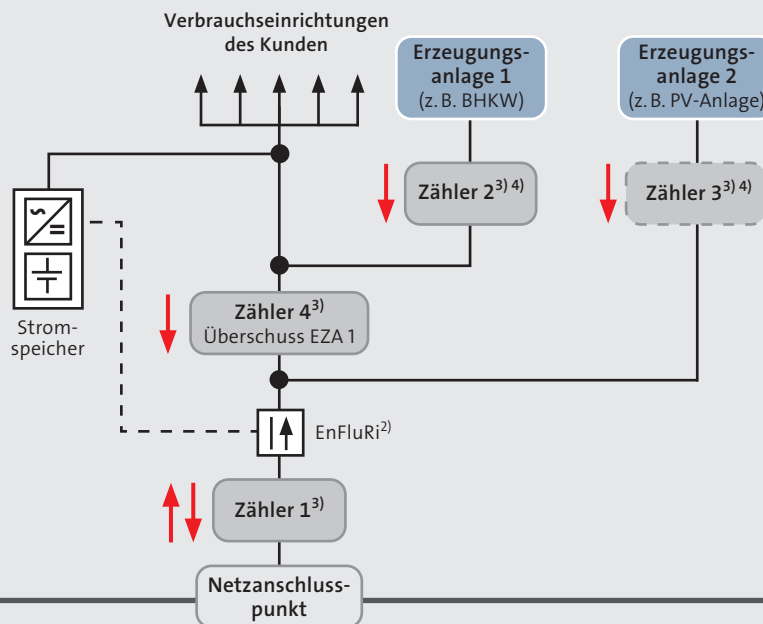 Verbrauchseinrichtungen
des Kunden
Erzeugungs-
anlage 1
(z. B. BHKW)
Erzeugungs-
anlage 2
(z. B. PV-Anlage)
Zähler 2³⁾ ⁴⁾
Zähler 3³⁾ ⁴⁾
Zähler 4³⁾
Überschuss EZA 1
Strom-
speicher
EnFluRi²⁾
Zähler 1³⁾
Netzanschluss-
punkt